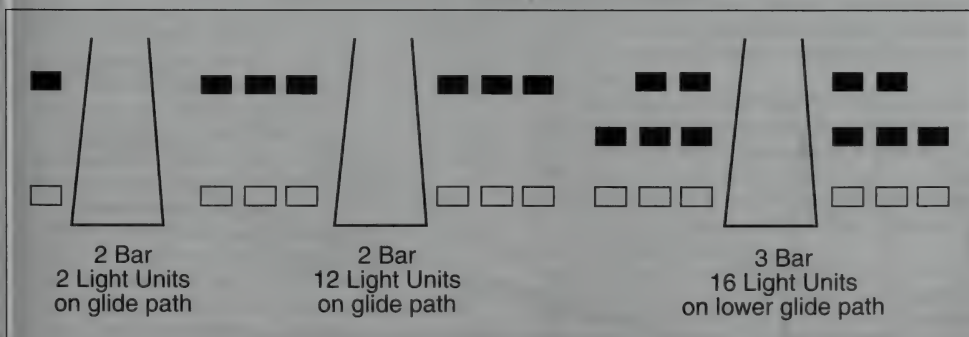 2 Bar
2 Light Units
on glide path
2 Bar
12 Light Units
on glide path
3 Bar
16 Light Units
on lower glide path